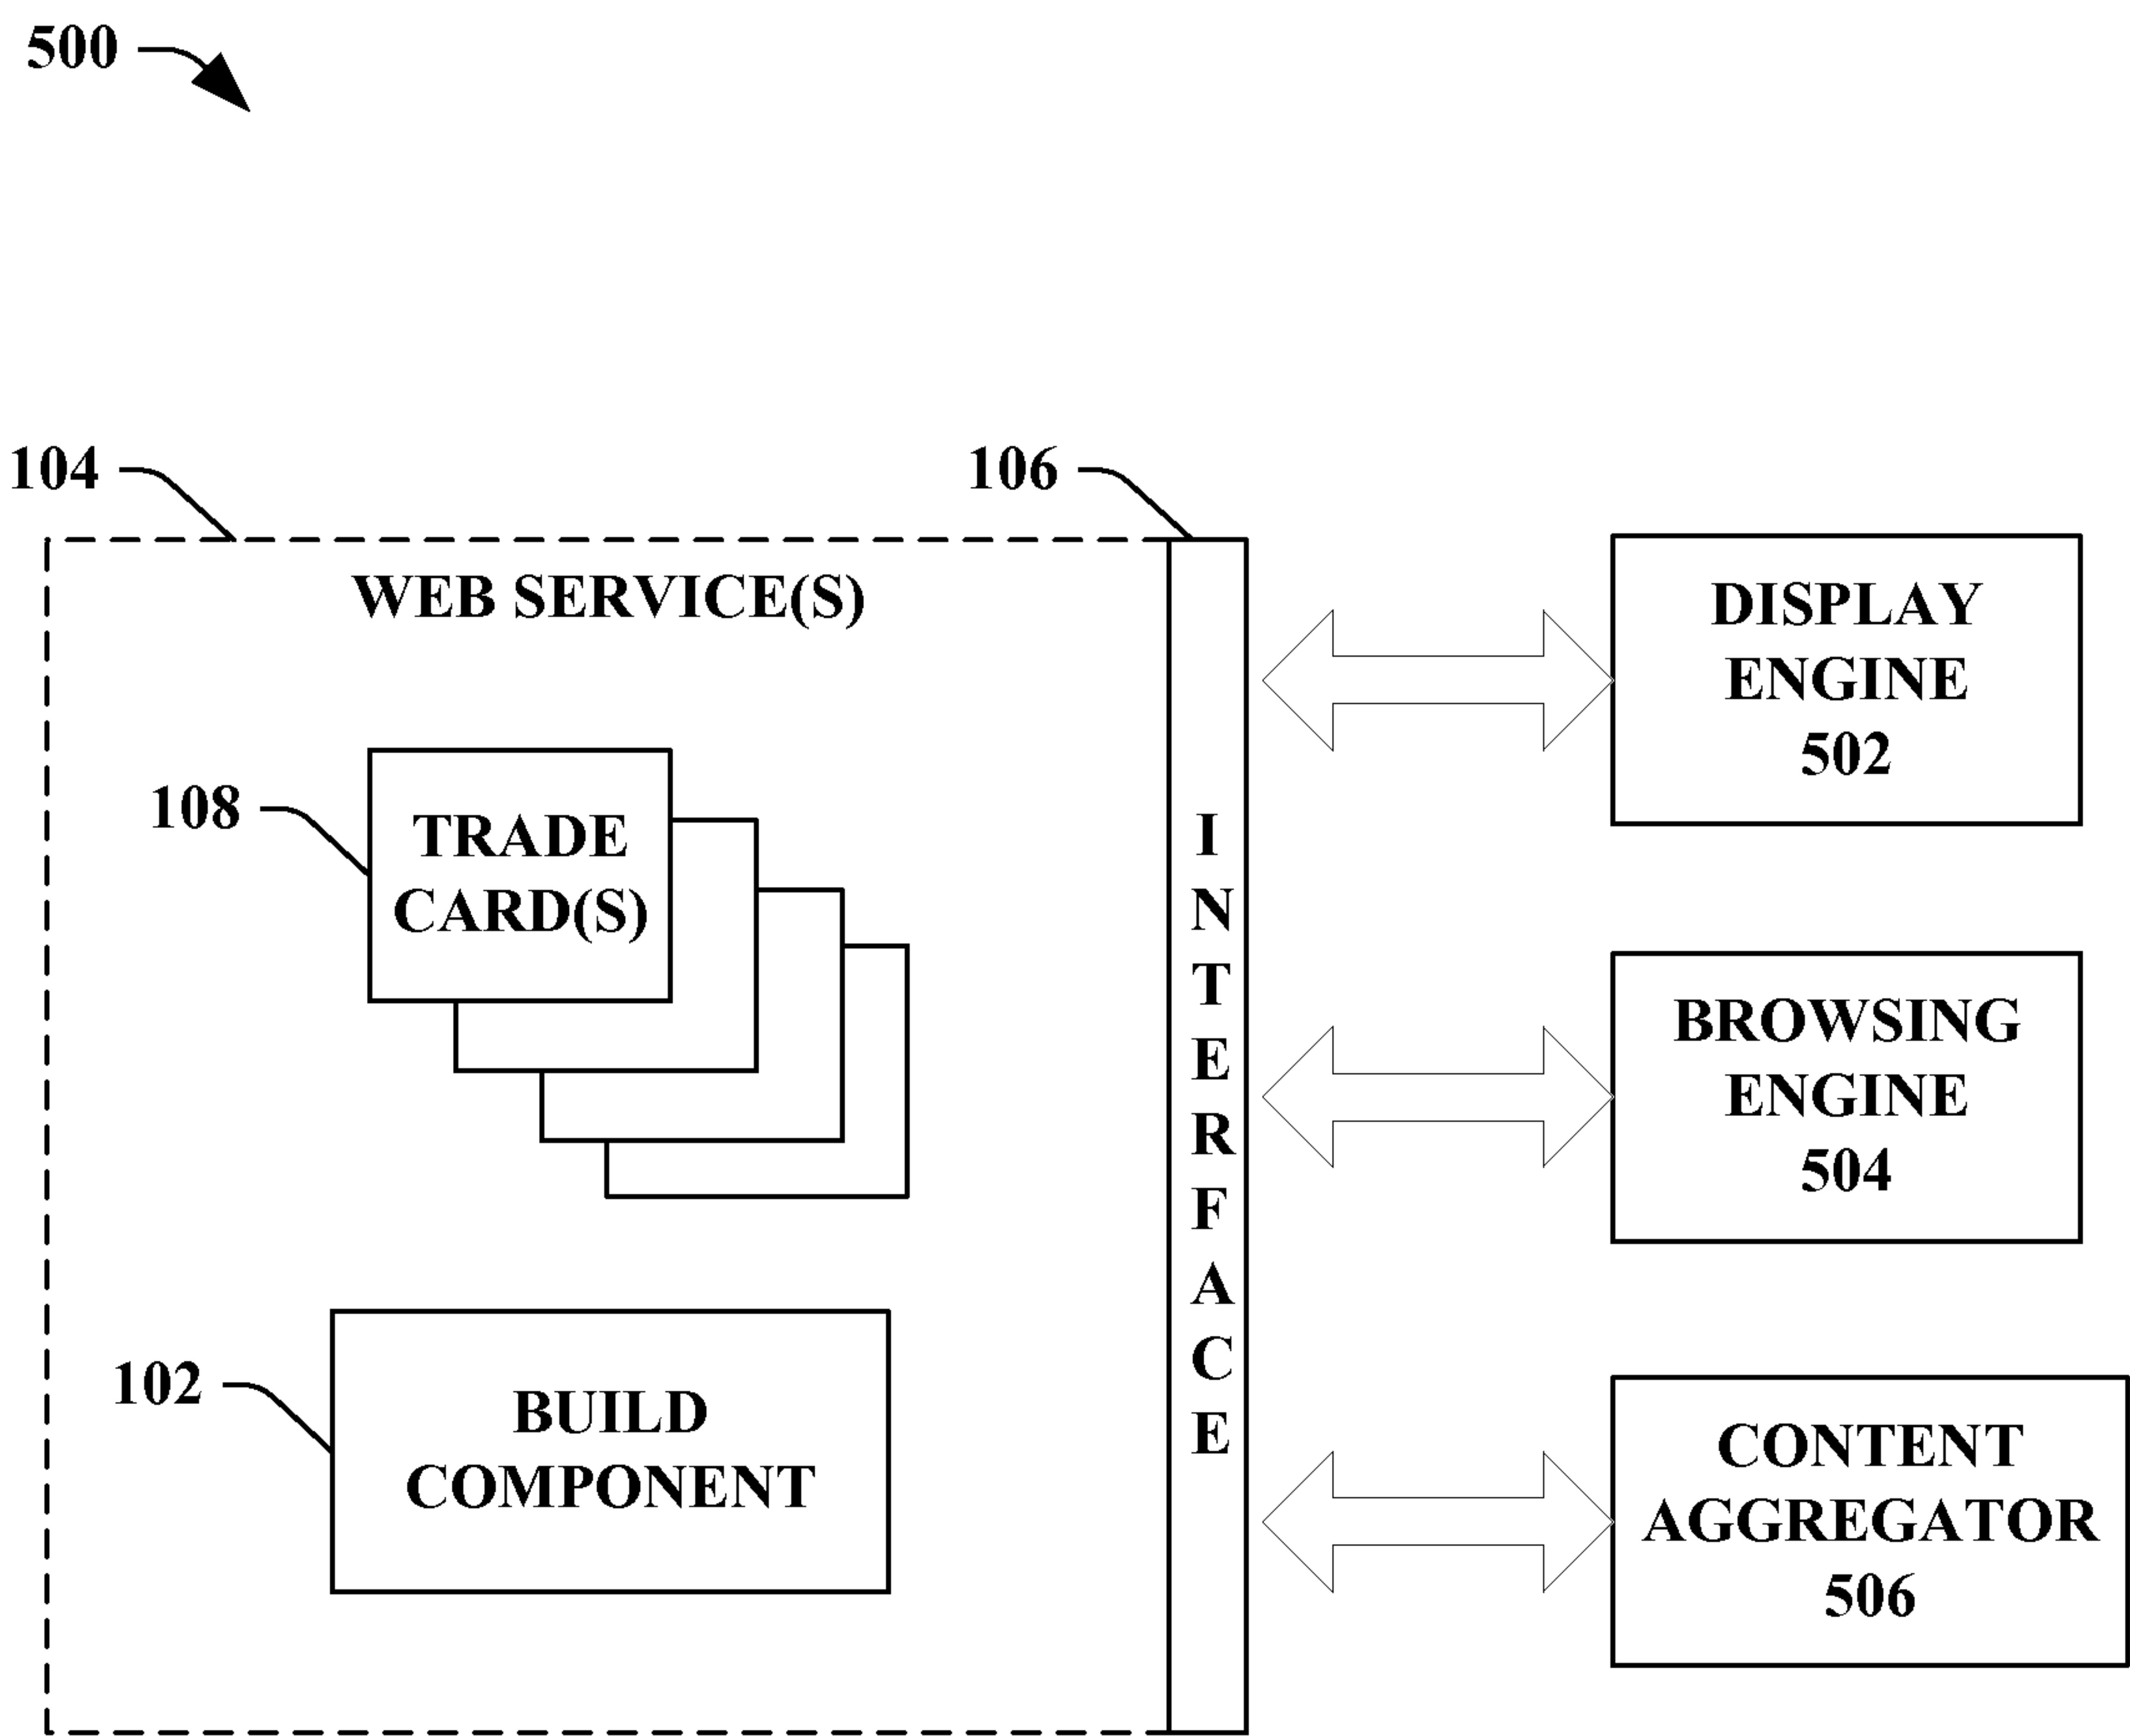 500
104
106
WEB SERVICE(S)
108
TRADE
CARD(S)
102
BUILD
COMPONENT
INTERFACE
DISPLAY
ENGINE
502
BROWSING
ENGINE
504
CONTENT
AGGREGATOR
506